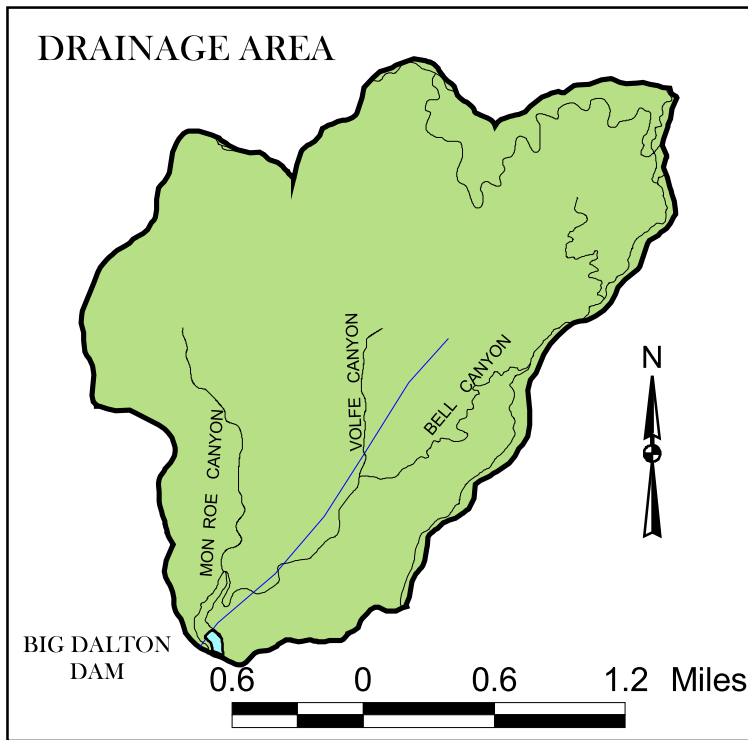 DRAINAGE AREA
MON ROE CANYON
VOLFE CANYON
BELL CANYON
N
BIG DALTON
DAM
0.6 0 0.6 1.2 Miles